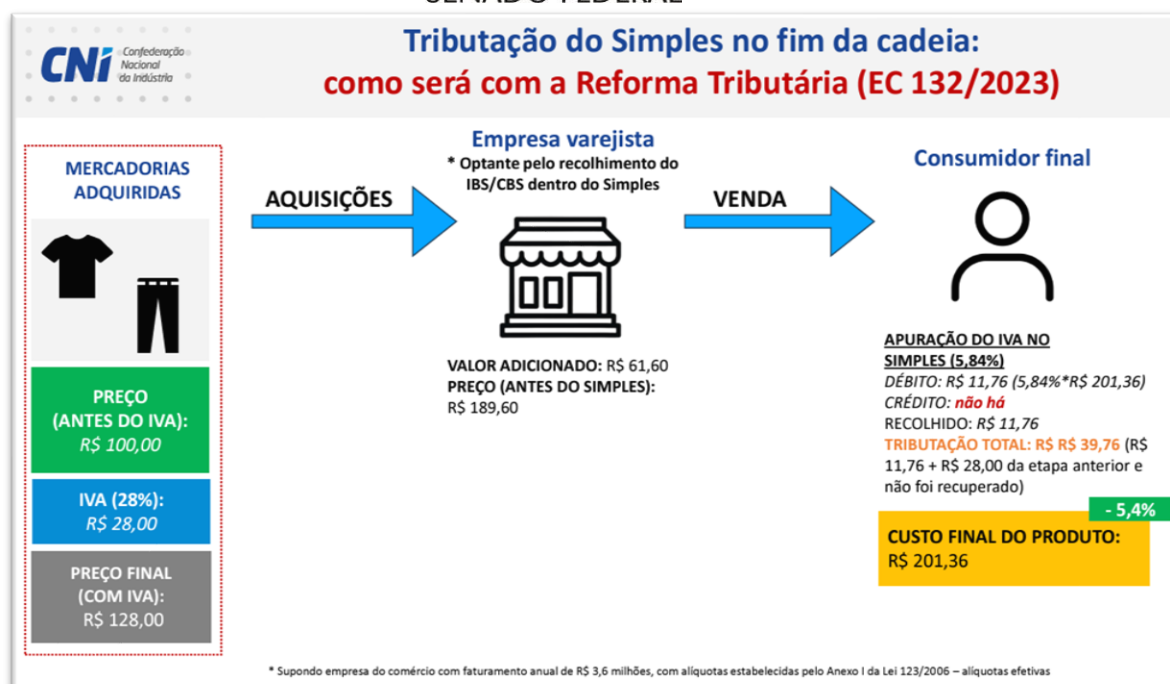 SENADO FEDERAL
CNi Confederação
Nacional
da Indústria
Tributação do Simples no fim da cadeia:
como será com a Reforma Tributária (EC 132/2023)
MERCADORIAS
ADQUIRIDAS
PREÇO
(ANTES DO IVA):
R$ 100,00
IVA (28%):
R$ 28,00
PREÇO FINAL
(COM IVA):
R$ 128,00
AQUISIÇÕES
Empresa varejista
* Optante pelo recolhimento do
IBS/CBS dentro do Simples
VALOR ADICIONADO: R$ 61,60
PREÇO (ANTES DO SIMPLES):
R$ 189,60
VENDA
Consumidor final
APURAÇÃO DO IVA NO
SIMPLES (5,84%)
DÉBITO: R$ 11,76 (5,84%*R$ 201,36)
CRÉDITO: não há
RECOLHIDO: R$ 11,76
TRIBUTAÇÃO TOTAL: R$ R$ 39,76 (R$
11,76 + R$ 28,00 da etapa anterior e
não foi recuperado)
- 5,4%
CUSTO FINAL DO PRODUTO:
R$ 201,36
* Supondo empresa do comércio com faturamento anual de R$ 3,6 milhões, com alíquotas estabelecidas pelo Anexo I da Lei 123/2006 – alíquotas efetivas